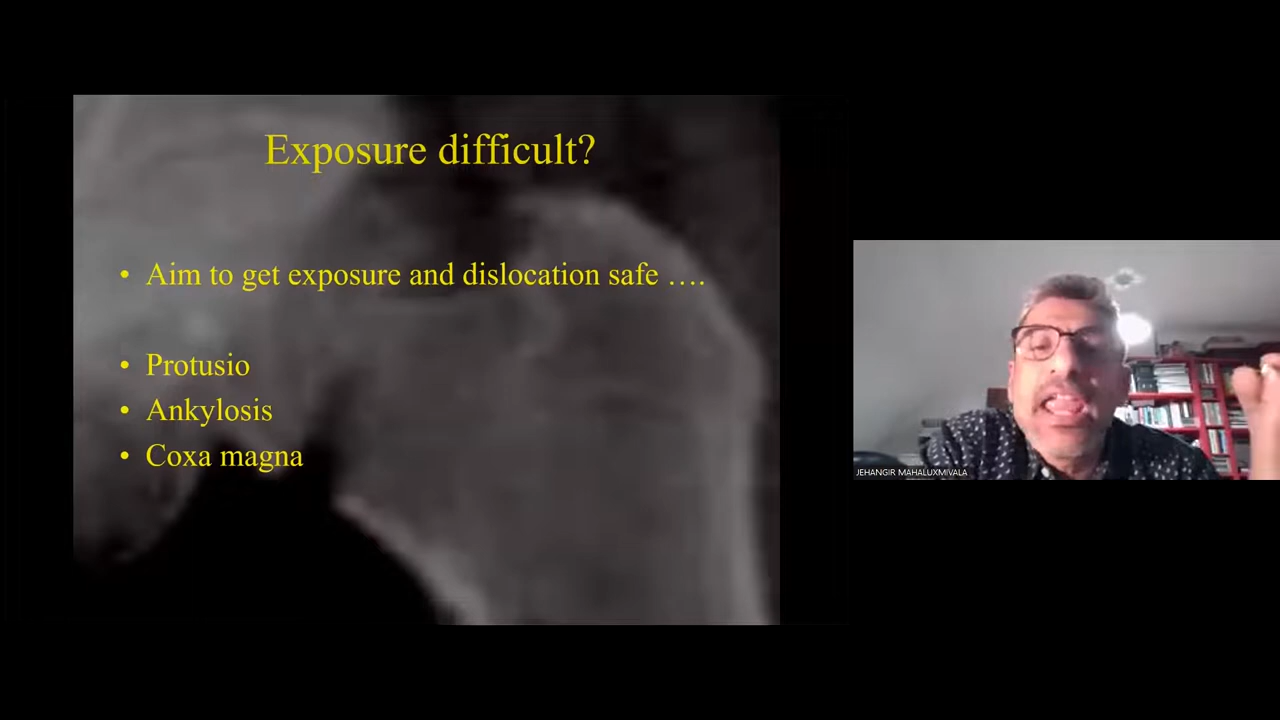 Exposure difficult?
• Aim to get exposure and dislocation safe ….
• Protusio
• Ankylosis
• Coxa magna
JEHANGIR MAHALUXMIVALA